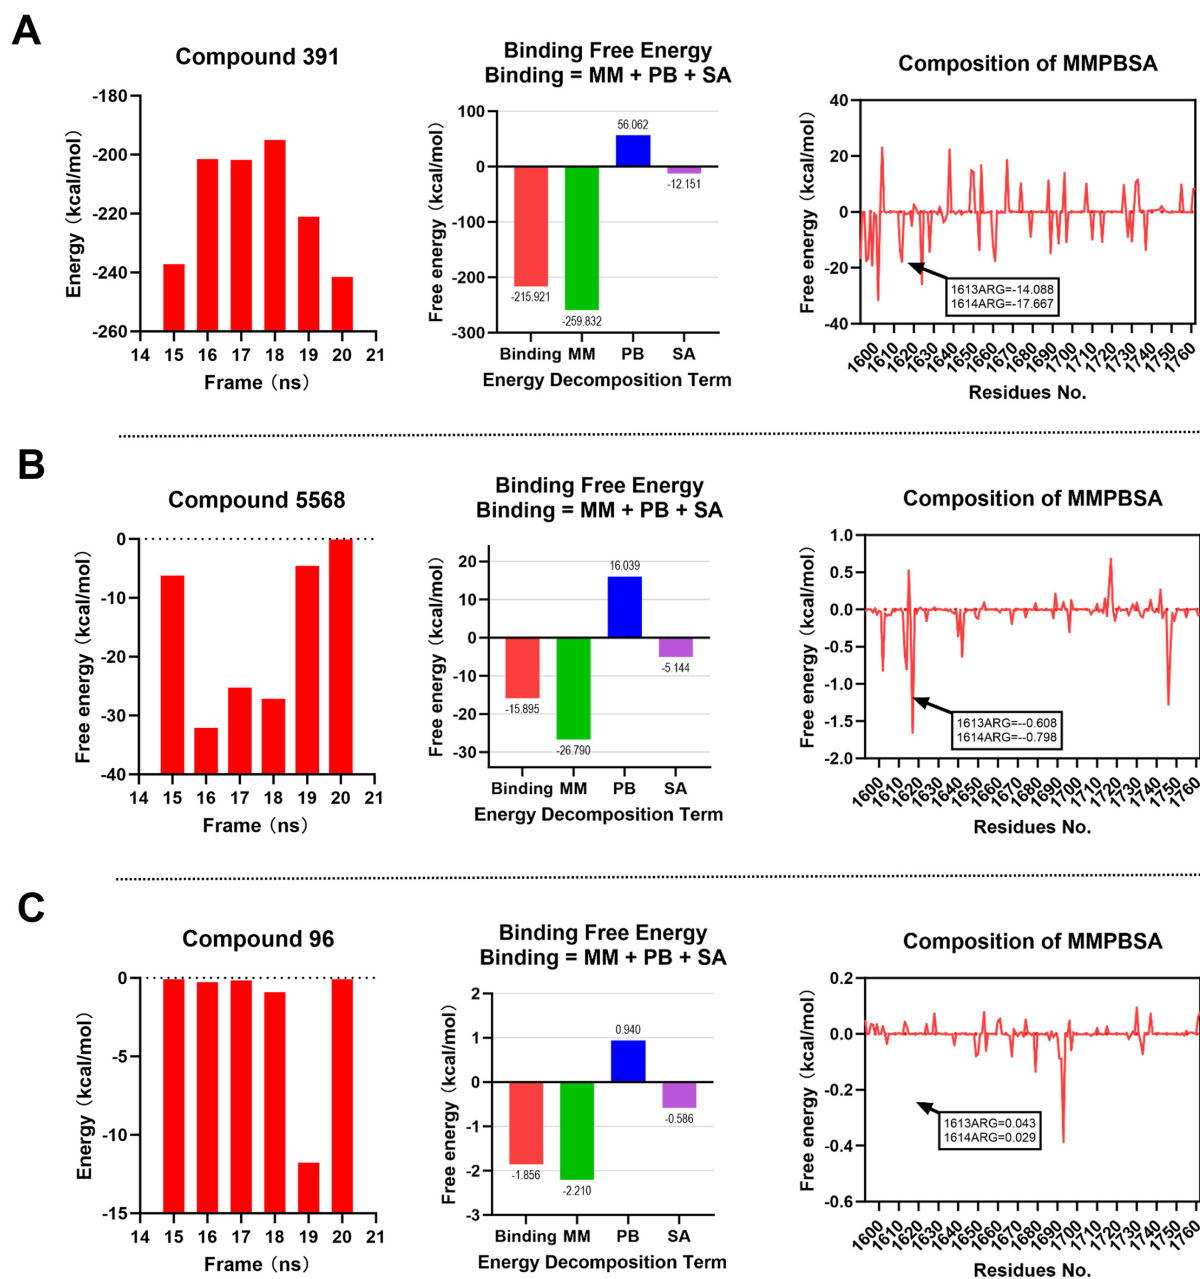 A
Compound 391
Energy (kcal/mol)
-180
-200
-220
-240
-260
14 15 16 17 18 19 20 21
Frame (ns)
Binding Free Energy
Binding = MM + PB + SA
Free energy (kcal/mol)
100
0
-100
-200
-300
56.062
-12.151
-215.921
-259.832
Binding MM PB SA
Energy Decomposition Term
Composition of MMPBSA
Free energy (kcal/mol)
40
20
0
-20
-40
1613ARG=-14.088
1614ARG=-17.667
1600 1610 1620 1630 1640 1650 1660 1670 1680 1690 1700 1710 1720 1730 1740 1750 1760
Residues No.
B
Compound 5568
Free energy (kcal/mol)
0
-10
-20
-30
-40
14 15 16 17 18 19 20 21
Frame (ns)
Binding Free Energy
Binding = MM + PB + SA
Free energy (kcal/mol)
20
10
0
-10
-20
-30
16.039
-5.144
-15.895
-26.790
Binding MM PB SA
Energy Decomposition Term
Composition of MMPBSA
Free energy (kcal/mol)
1.0
0.5
0.0
-0.5
-1.0
-1.5
-2.0
1613ARG=--0.608
1614ARG=--0.798
1600 1610 1620 1630 1640 1650 1660 1670 1680 1690 1700 1710 1720 1730 1740 1750 1760
Residues No.
C
Compound 96
Energy (kcal/mol)
0
-5
-10
-15
14 15 16 17 18 19 20 21
Frame (ns)
Binding Free Energy
Binding = MM + PB + SA
Free energy (kcal/mol)
2
1
0
-1
-2
-3
0.940
-0.586
-1.856
-2.210
Binding MM PB SA
Energy Decomposition Term
Composition of MMPBSA
Free energy (kcal/mol)
0.2
0.0
-0.2
-0.4
-0.6
1613ARG=0.043
1614ARG=0.029
1600 1610 1620 1630 1640 1650 1660 1670 1680 1690 1700 1710 1720 1730 1740 1750 1760
Residues No.